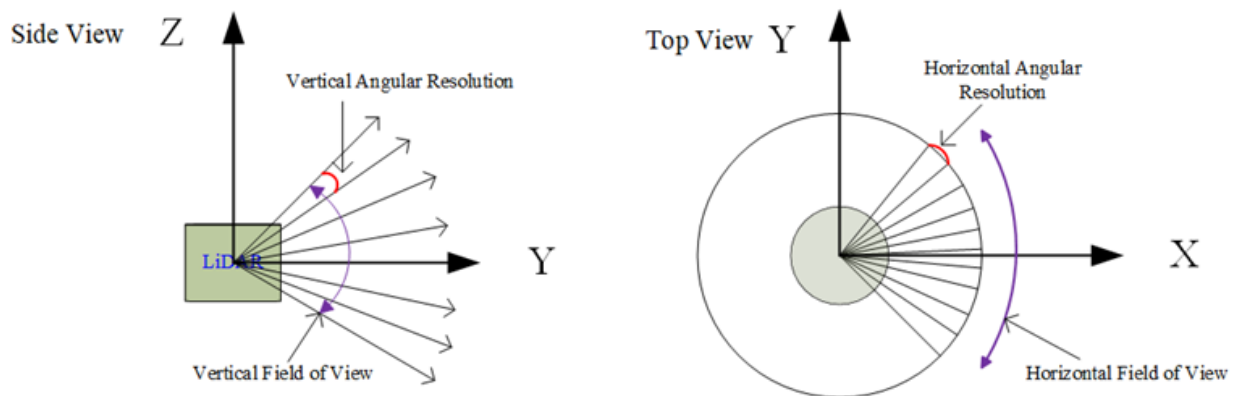 Side View
Z
Vertical Angular Resolution
LiDAR
Y
Vertical Field of View
Top View
Y
Horizontal Angular
Resolution
X
Horizontal Field of View